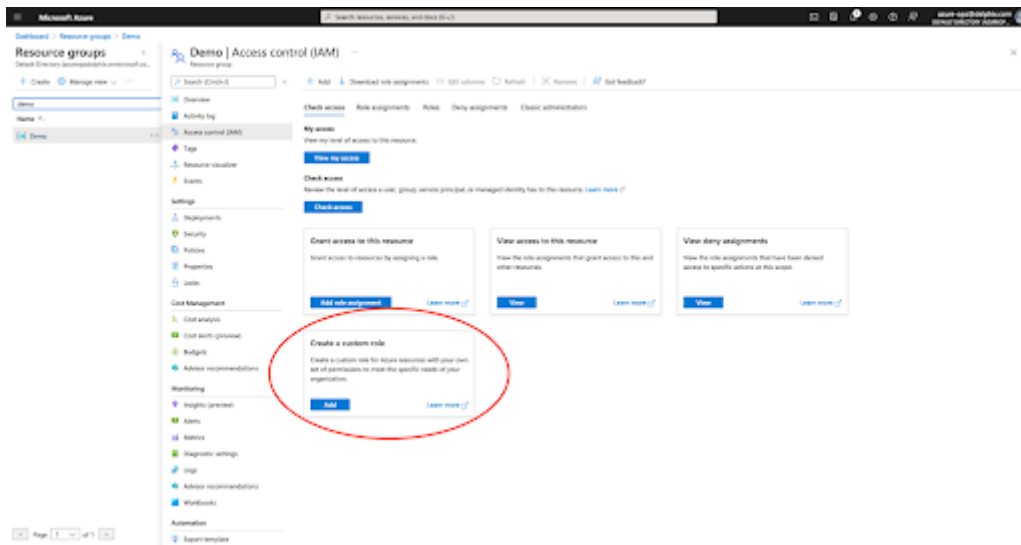 Microsoft Azure
Search resources, services, and docs (G+/)
Dashboard > Resource groups > Demo
Resource groups
Default Directory
Create
Manage view
demo
Name
Demo
Page 1 of 1
Demo | Access control (IAM)
Resource group
Search (Cmd+/)
Overview
Activity log
Access control (IAM)
Tags
Resource visualizer
Events
Settings
Deployments
Security
Policies
Properties
Locks
Cost Management
Cost analysis
Cost alerts (preview)
Budgets
Advisor recommendations
Monitoring
Insights (preview)
Alerts
Metrics
Diagnostic settings
Logs
Advisor recommendations
Workbooks
Automation
Export template
Add
Download role assignments
Edit columns
Refresh
Remove
Got feedback?
Check access
Role assignments
Roles
Deny assignments
Classic administrators
My access
View my level of access to this resource.
View my access
Check access
Review the level of access a user, group, service principal, or managed identity has to this resource. Learn more
Check access
Grant access to this resource
Grant access to resources by assigning a role.
Add role assignment
Learn more
View access to this resource
View the role assignments that grant access to this and
other resources.
View
Learn more
View deny assignments
View the role assignments that have been denied
access to specific actions at this scope.
View
Learn more
Create a custom role
Create a custom role for Azure resources with your own
set of permissions to meet the specific needs of your
organization.
Add
Learn more